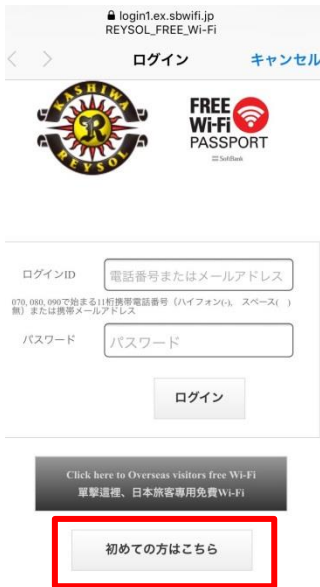 login1.ex.sbwifi.jp
REYSOL_FREE_Wi-Fi
ログイン
キャンセル
KASHIWA
R
REYSOL
FREE
Wi-Fi
PASSPORT
SoftBank
ログインID
電話番号またはメールアドレス
070, 080, 090で始まる11桁携帯電話番号（ハイフォン(-)、スペース( )
無）または携帯メールアドレス
パスワード
パスワード
ログイン
Click here to Overseas visitors free Wi-Fi
單擊這裡、日本旅客專用免費Wi-Fi
初めての方はこちら